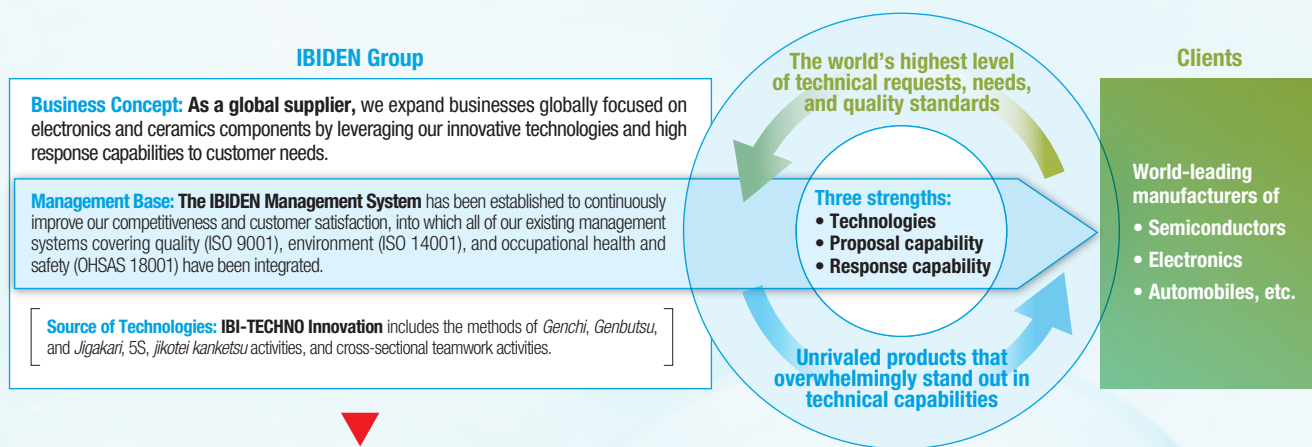 IBIDEN Group
Business Concept: As a global supplier, we expand businesses globally focused on
electronics and ceramics components by leveraging our innovative technologies and high
response capabilities to customer needs.
Management Base: The IBIDEN Management System has been established to continuously
improve our competitiveness and customer satisfaction, into which all of our existing management
systems covering quality (ISO 9001), environment (ISO 14001), and occupational health and
safety (OHSAS 18001) have been integrated.
Source of Technologies: IBI-TECHNO Innovation includes the methods of Genchi, Genbutsu,
and Jigakari, 5S, jikotei kanketsu activities, and cross-sectional teamwork activities.
The world's highest level
of technical requests, needs,
and quality standards
Three strengths:
• Technologies
• Proposal capability
• Response capability
Unrivaled products that
overwhelmingly stand out in
technical capabilities
Clients
World-leading
manufacturers of
• Semiconductors
• Electronics
• Automobiles, etc.